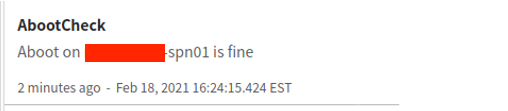 AbootCheck
Aboot on -spn01 is fine
2 minutes ago - Feb 18, 2021 16:24:15.424 EST